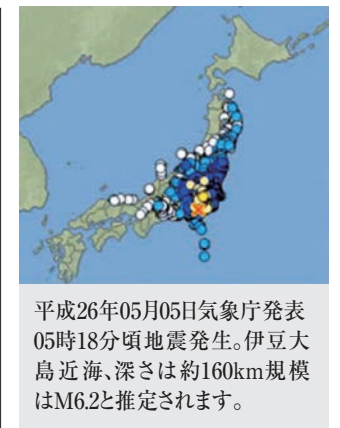 平成26年05月05日気象庁発表
05時18分頃地震発生。伊豆大
島近海、深さは約160km規模
はM6.2と推定されます。